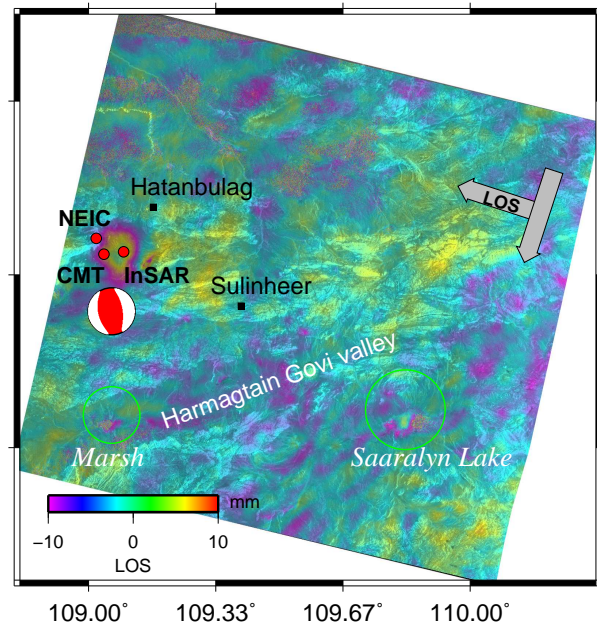 Hatanbulag
NEIC
LOS
CMT InSAR
Sulinheer
Harmagtain Govi valley
Marsh
Saaralyn Lake
mm
−10 0 10
LOS
109.00˚ 109.33˚ 109.67˚ 110.00˚